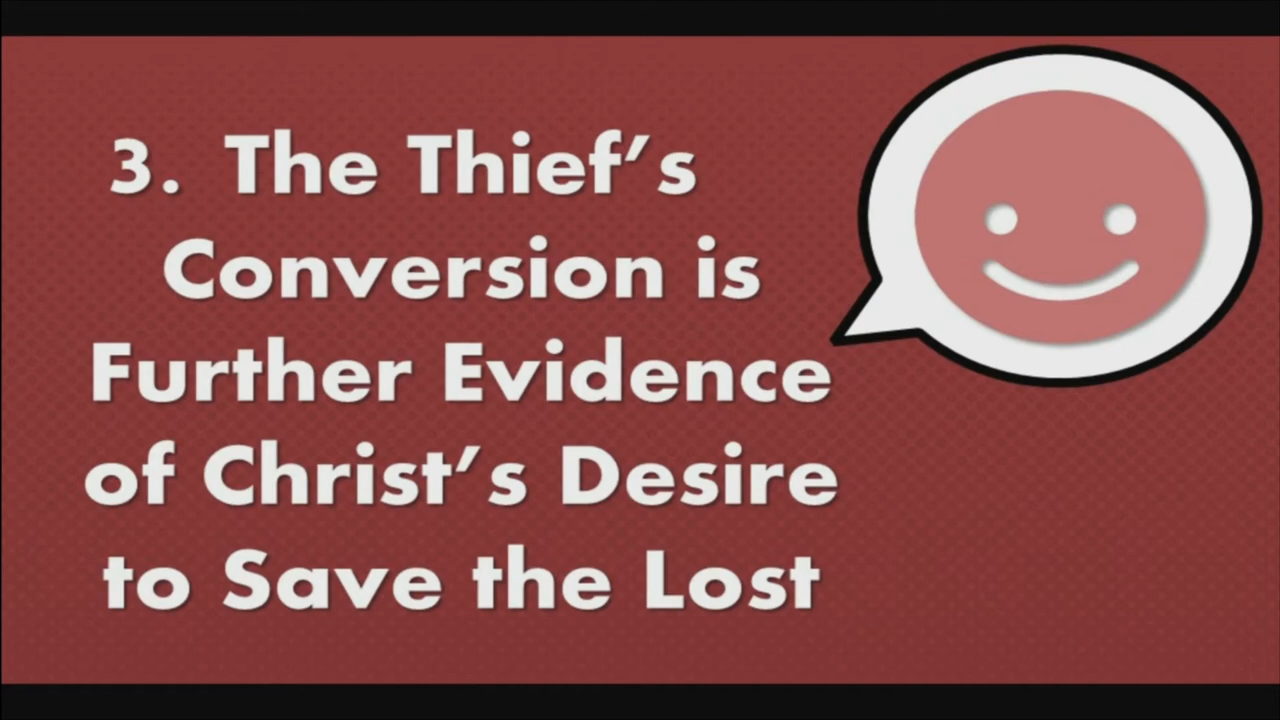 3. The Thief’s
Conversion is
Further Evidence
of Christ’s Desire
to Save the Lost